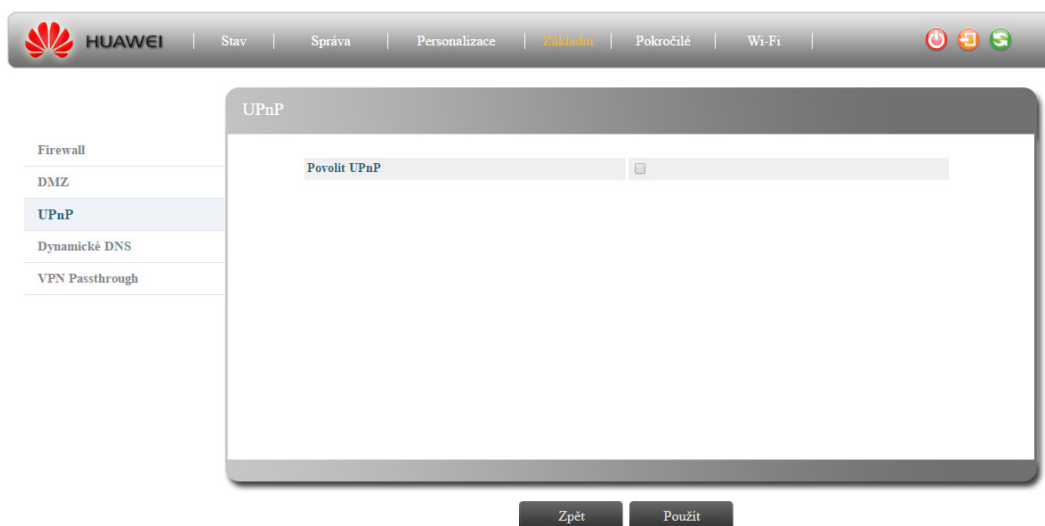 HUAWEI | Stav | Správa | Personalizace | Základní | Pokročilé | Wi-Fi |
UPnP
Firewall
DMZ
UPnP
Dynamické DNS
VPN Passthrough
Povolit UPnP
Zpět Použít